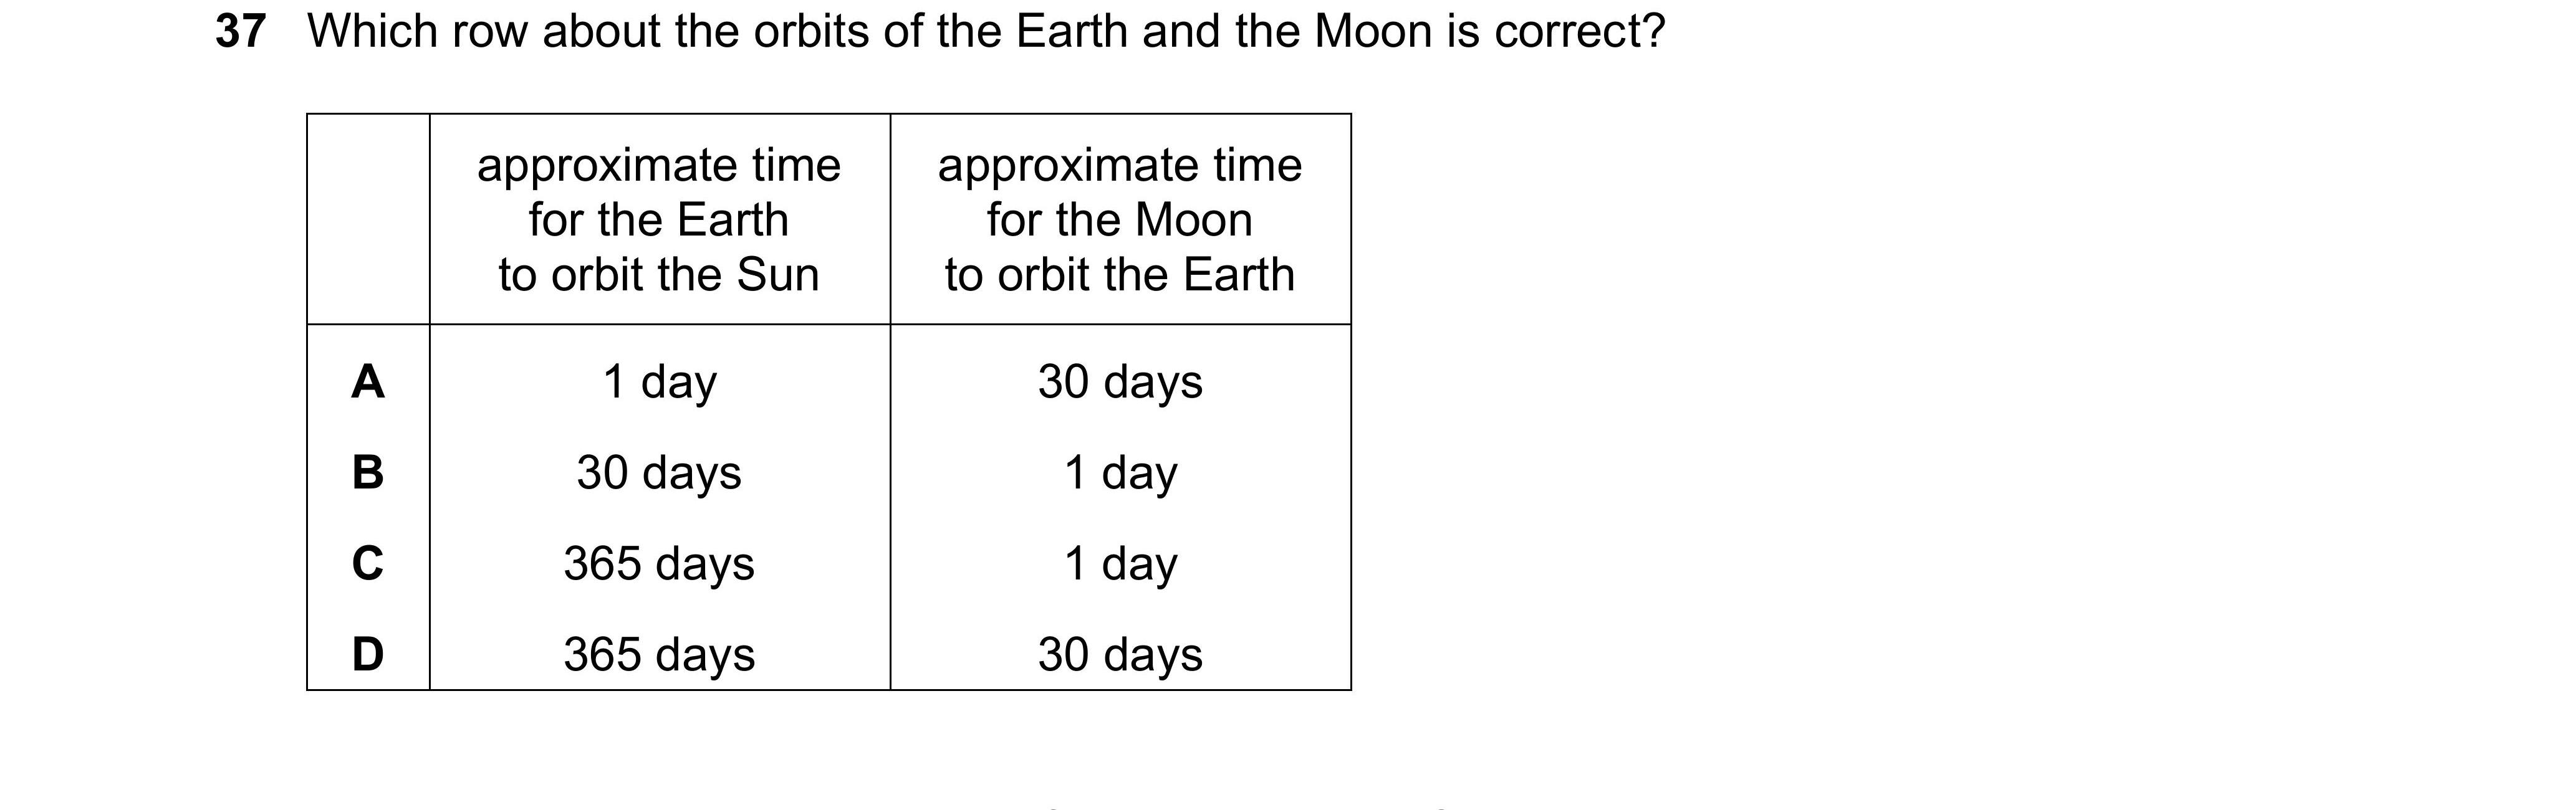 37 Which row about the orbits of the Earth and the Moon is correct?
approximate time for the Earth to orbit the Sun
approximate time for the Moon to orbit the Earth
A 1 day 30 days
B 30 days 1 day
C 365 days 1 day
D 365 days 30 days